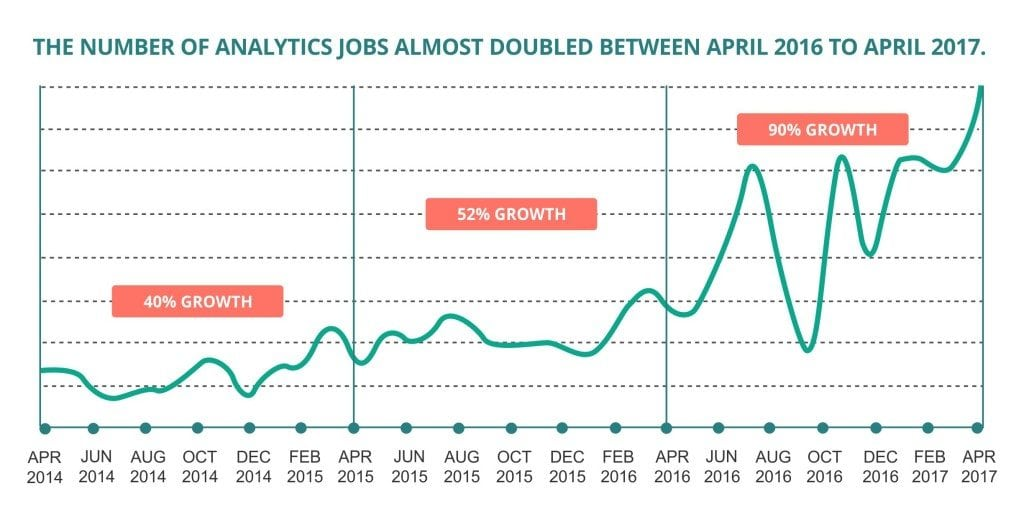 THE NUMBER OF ANALYTICS JOBS ALMOST DOUBLED BETWEEN APRIL 2016 TO APRIL 2017.
90% GROWTH
52% GROWTH
40% GROWTH
APR JUN AUG OCT DEC FEB APR JUN AUG OCT DEC FEB APR JUN AUG OCT DEC FEB APR
2014 2014 2014 2014 2014 2015 2015 2015 2015 2015 2015 2016 2016 2016 2016 2016 2016 2017 2017